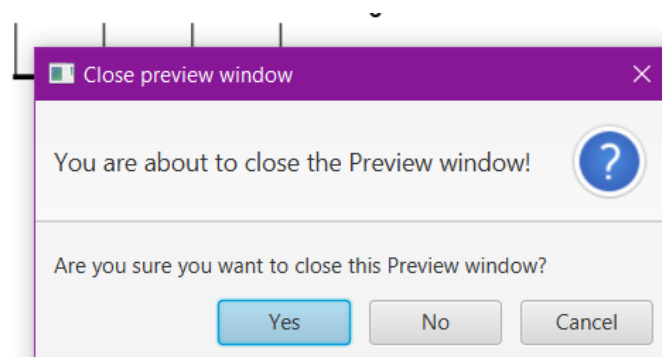 Close preview window
You are about to close the Preview window!
?
Are you sure you want to close this Preview window?
Yes No Cancel